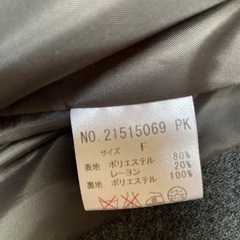 NO.21515069 PK
サイズ F
表地 ポリエステル 80%
レーヨン 20%
裏地 ポリエステル 100%